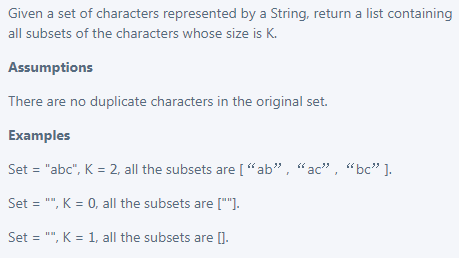 Given a set of characters represented by a String, return a list containing
all subsets of the characters whose size is K.
Assumptions
There are no duplicate characters in the original set.
Examples
Set = "abc", K = 2, all the subsets are [ “ab” , “ac” , “bc” ].
Set = "", K = 0, all the subsets are [""].
Set = "", K = 1, all the subsets are [].